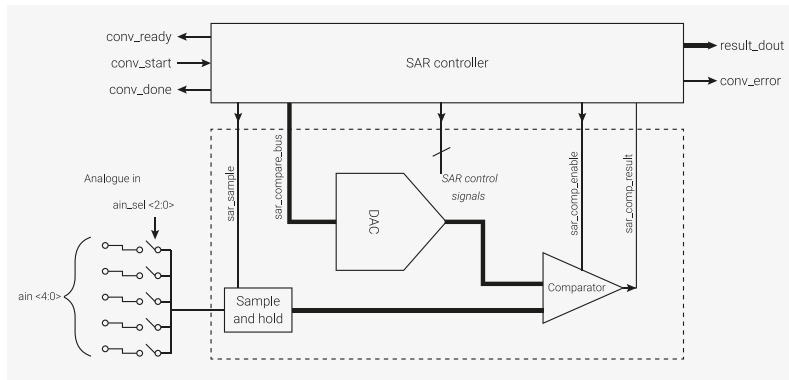 conv_ready
conv_start
conv_done
SAR controller
result_dout
conv_error
sar_sample
sar_compare_bus
SAR control
signals
sar_comp_enable
sar_comp_result
Analogue in
ain_sel <2:0>
DAC
ain <4:0>
Sample
and hold
Comparator